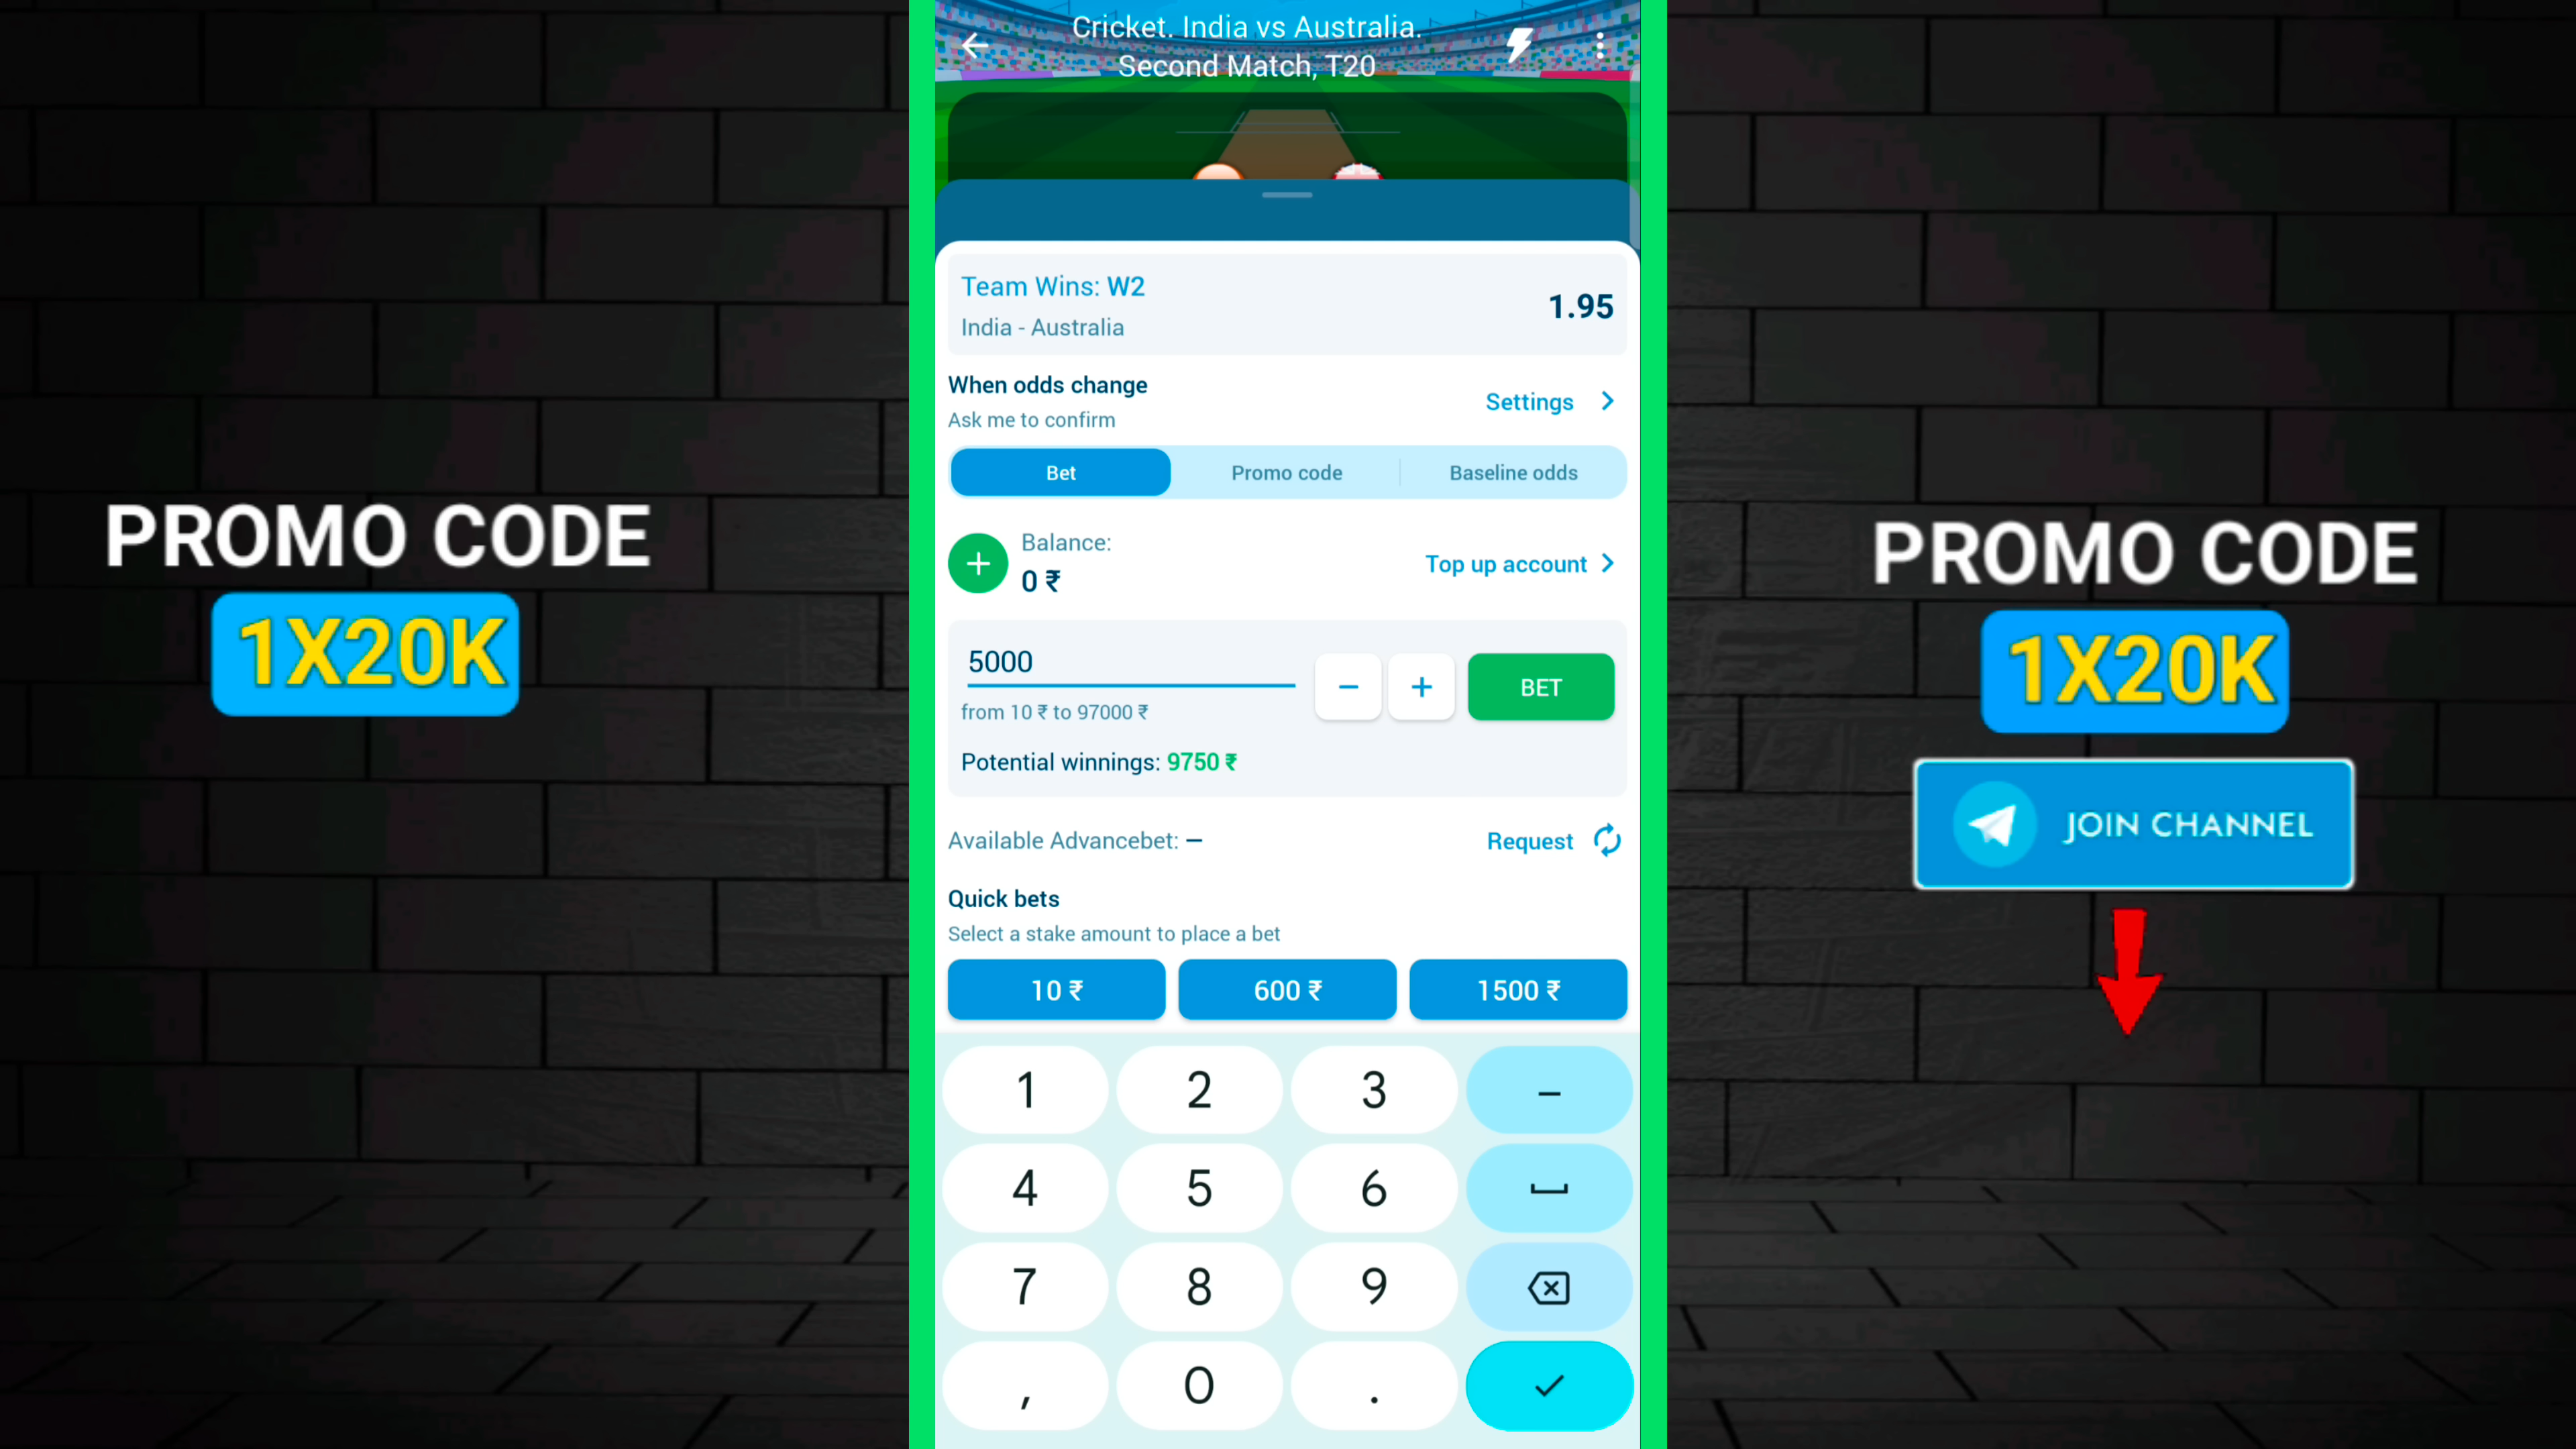 Cricket. India vs Australia.
Second Match, T20
Team Wins: W2
India - Australia
1.95
When odds change
Ask me to confirm
Settings
Bet
Promo code
Baseline odds
Balance:
0 ₹
Top up account
5000
from 10 ₹ to 97000 ₹
BET
Potential winnings: 9750 ₹
Available Advancebet: –
Request
Quick bets
Select a stake amount to place a bet
10 ₹
600 ₹
1500 ₹
1 2 3 –
4 5 6
7 8 9
, 0 .
PROMO CODE
1X20K
PROMO CODE
1X20K
JOIN CHANNEL